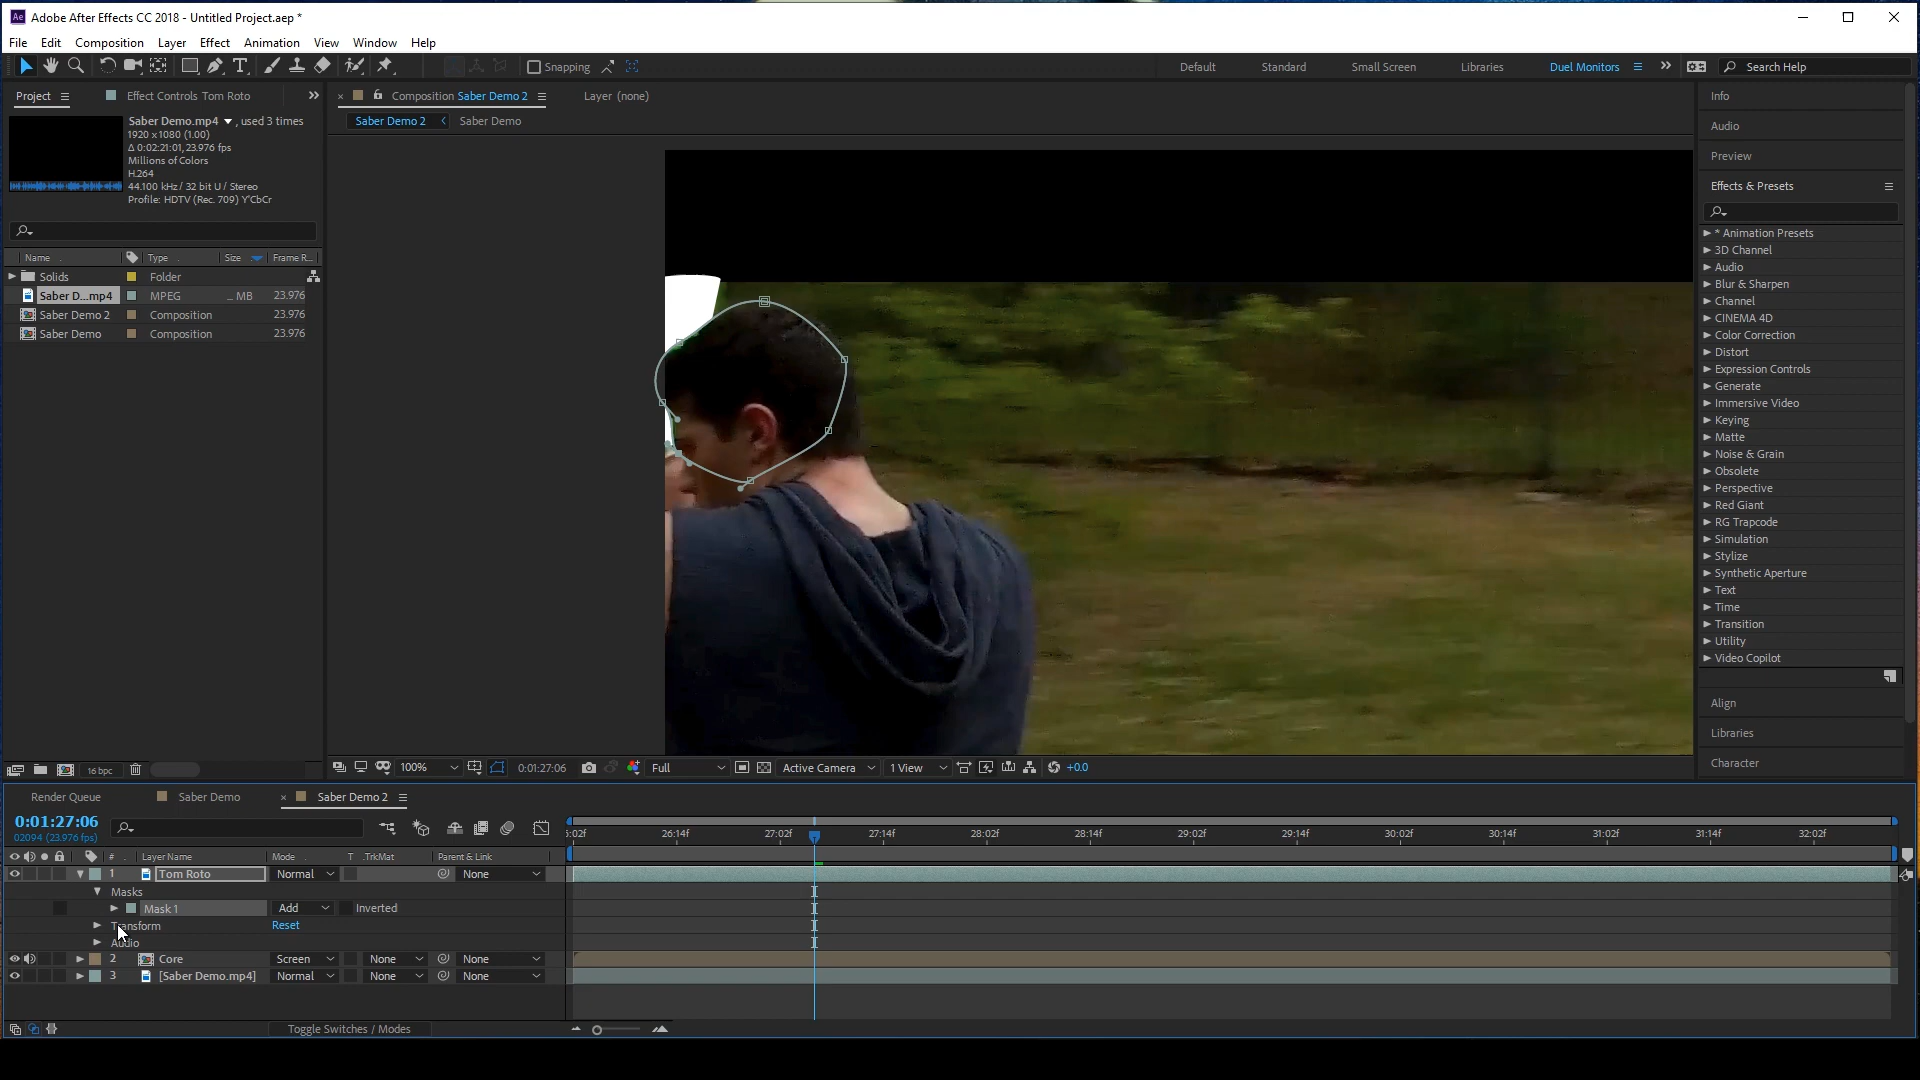 Ae Adobe After Effects CC 2018 - Untitled Project.aep *
File Edit Composition Layer Effect Animation View Window Help
Snapping Default Standard Small Screen Libraries Duel Monitors Search Help
Project Effect Controls Tom Roto
Composition Saber Demo 2 Layer (none)
Saber Demo 2 Saber Demo
Saber Demo.mp4 , used 3 times
1920 x 1080 (1.00)
Δ 0:02:21:01, 23.976 fps
Millions of Colors
H.264
44.100 kHz / 32 bit U / Stereo
Profile: HDTV (Rec. 709) Y'CbCr
Name Type Size Frame R...
Solids Folder
Saber D...mp4 MPEG ... MB 23.976
Saber Demo 2 Composition 23.976
Saber Demo Composition 23.976
16 bpc
100% 0:01:27:06 Full Active Camera 1 View +0.0
Info
Audio
Preview
Effects & Presets
* Animation Presets
3D Channel
Audio
Blur & Sharpen
Channel
CINEMA 4D
Color Correction
Distort
Expression Controls
Generate
Immersive Video
Keying
Matte
Noise & Grain
Obsolete
Perspective
Red Giant
RG Trapcode
Simulation
Stylize
Synthetic Aperture
Text
Time
Transition
Utility
Video Copilot
Align
Libraries
Character
Render Queue Saber Demo Saber Demo 2
0:01:27:06
02094 (23.976 fps)
:02f 26:14f 27:02f 27:14f 28:02f 28:14f 29:02f 29:14f 30:02f 30:14f 31:02f 31:14f 32:02f
# Layer Name Mode T .TrkMat Parent & Link
1 Tom Roto Normal None
Masks
Mask 1 Add Inverted
Transform Reset
Audio
2 Core Screen None None
3 [Saber Demo.mp4] Normal None None
Toggle Switches / Modes